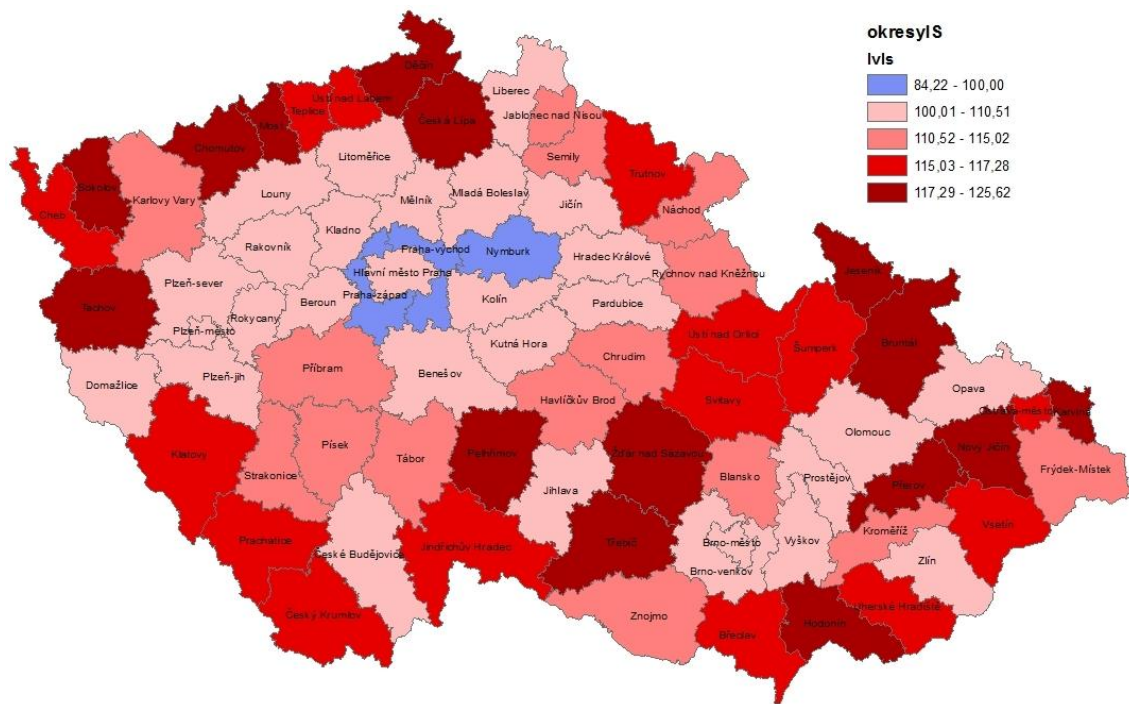 okresyIS
Ivls
84,22 - 100,00
100,01 - 110,51
110,52 - 115,02
115,03 - 117,28
117,29 - 125,62
Děčín
Liberec
Ústí nad Labem
Teplice
Česká Lípa
Jablonec nad Nisou
Most
Chomutov
Litoměřice
Semily
Trutnov
Sokolov
Karlovy Vary
Louny
Mladá Boleslav
Mělník
Jičín
Náchod
Cheb
Kladno
Rakovník
Praha-východ
Nymburk
Hradec Králové
Plzeň-sever
Hlavní město Praha
Rychnov nad Kněžnou
Jeseník
Tachov
Beroun
Praha-západ
Kolín
Pardubice
Rokycany
Plzeň-město
Ústí nad Orlicí
Šumperk
Bruntál
Kutná Hora
Chrudim
Příbram
Benešov
Plzeň-jih
Domažlice
Opava
Havlíčkův Brod
Svitavy
Ostrava-město
Karviná
Olomouc
Klatovy
Písek
Tábor
Pelhřimov
Žďár nad Sázavou
Nový Jičín
Strakonice
Frýdek-Místek
Blansko
Prostějov
Jihlava
Přerov
Kroměříž
Vsetín
Prachatice
Jindřichův Hradec
Třebíč
Brno-město
Vyškov
České Budějovice
Zlín
Brno-venkov
Uherské Hradiště
Český Krumlov
Znojmo
Hodonín
Břeclav